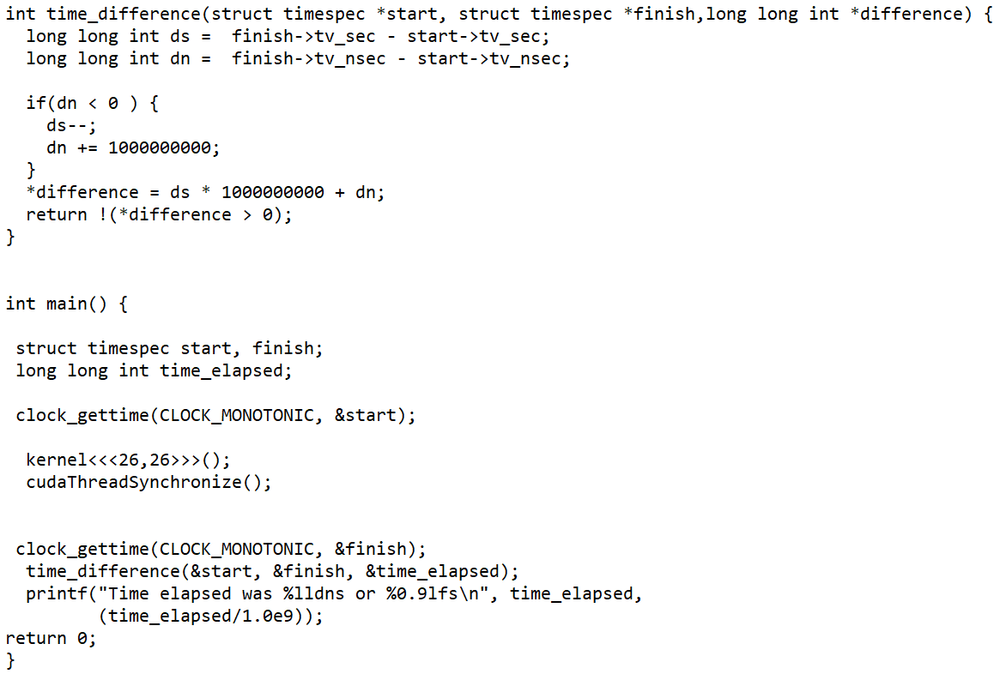 int time_difference(struct timespec *start, struct timespec *finish,long long int *difference) {
  long long int ds =  finish->tv_sec - start->tv_sec;
  long long int dn =  finish->tv_nsec - start->tv_nsec;

  if(dn < 0 ) {
    ds--;
    dn += 1000000000;
  }
  *difference = ds * 1000000000 + dn;
  return !(*difference > 0);
}


int main() {

 struct timespec start, finish;
 long long int time_elapsed;

 clock_gettime(CLOCK_MONOTONIC, &start);

  kernel<<<26,26>>>();
  cudaThreadSynchronize();


 clock_gettime(CLOCK_MONOTONIC, &finish);
  time_difference(&start, &finish, &time_elapsed);
  printf("Time elapsed was %lldns or %0.9lfs\n", time_elapsed,
         (time_elapsed/1.0e9));
return 0;
}